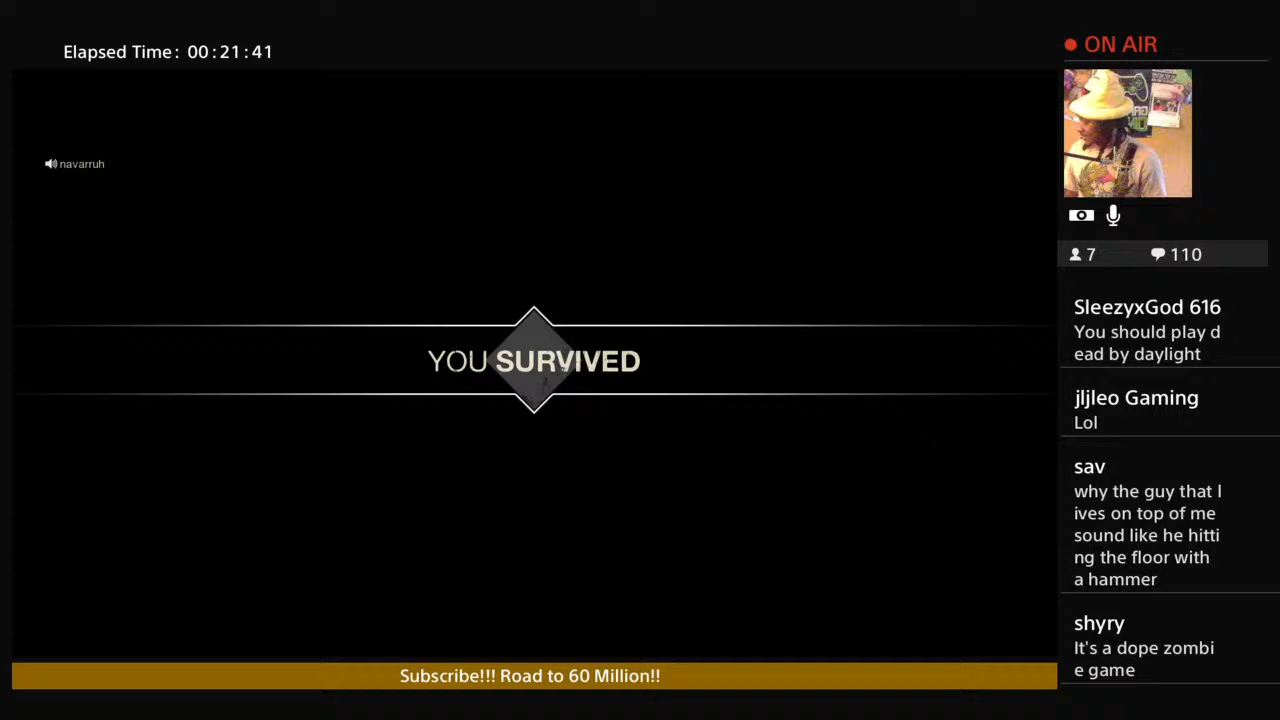 Elapsed Time: 00:21:41
navarruh
YOU SURVIVED
Subscribe!!! Road to 60 Million!!
ON AIR
7
110
SleezyxGod 616
You should play d
ead by daylight
jljleo Gaming
Lol
sav
why the guy that l
ives on top of me
sound like he hitti
ng the floor with
a hammer
shyry
It's a dope zombi
e game